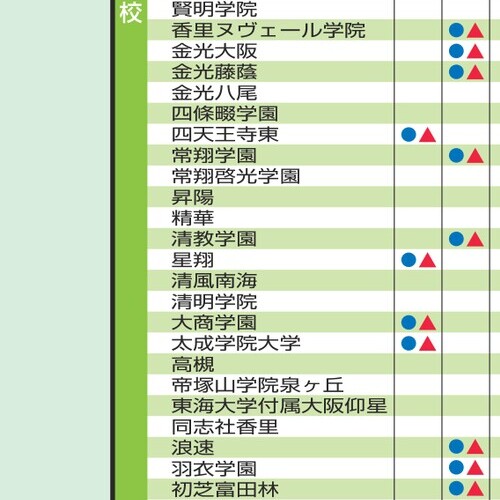 校
賢明学院
香里ヌヴェール学院
金光大阪
金光藤蔭
金光八尾
四條畷学園
四天王寺東
常翔学園
常翔啓光学園
昇陽
精華
清教学園
星翔
清風南海
清明学院
大商学園
太成学院大学
高槻
帝塚山学院泉ヶ丘
東海大学付属大阪仰星
同志社香里
浪速
羽衣学園
初芝富田林